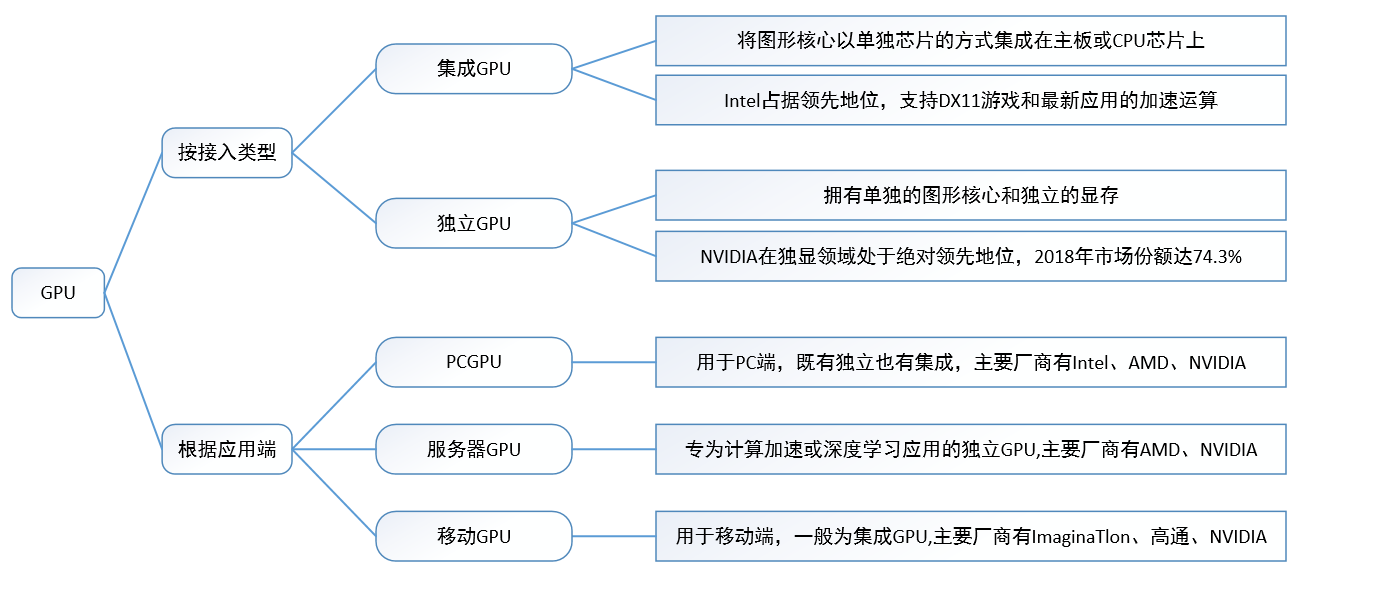 GPU
按接入类型
集成GPU
将图形核心以单独芯片的方式集成在主板或CPU芯片上
Intel占据领先地位，支持DX11游戏和最新应用的加速运算
独立GPU
拥有单独的图形核心和独立的显存
NVIDIA在独显领域处于绝对领先地位，2018年市场份额达74.3%
根据应用端
PCGPU
用于PC端，既有独立也有集成，主要厂商有Intel、AMD、NVIDIA
服务器GPU
专为计算加速或深度学习应用的独立GPU,主要厂商有AMD、NVIDIA
移动GPU
用于移动端，一般为集成GPU,主要厂商有ImaginaTlon、高通、NVIDIA